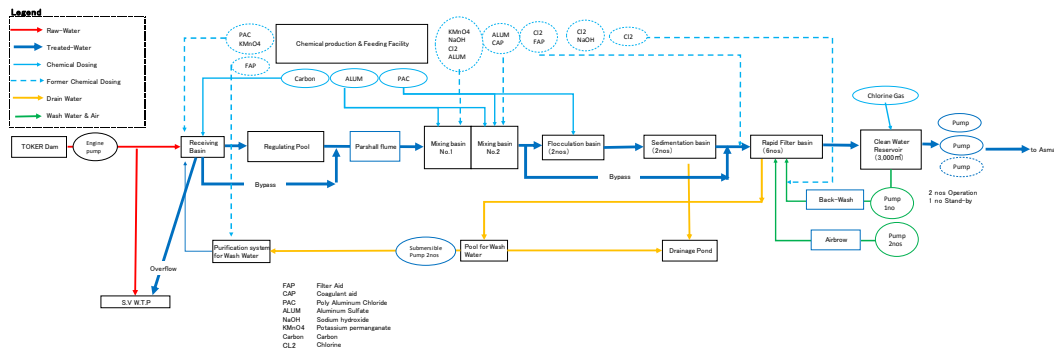 Legend
Raw-Water
Treated-Water
Chemical Dosing
Former Chemical Dosing
Drain Water
Wash Water & Air
PAC
KMnO4
FAP
Chemical production & Feeding Facility
KMnO4
NaOH
Cl2
ALUM
ALUM
CAP
Cl2
FAP
Cl2
NaOH
Cl2
Carbon
ALUM
PAC
Chlorine Gas
TOKER Dam
Engine
pump
Receiving
Basin
Regulating Pool
Parshall flume
Mixing basin
No.1
Mixing basin
No.2
Flocculation basin
(2nos)
Sedimentation basin
(2nos)
Rapid Filter basin
(6nos)
Clean Water
Reservoir
(3,000㎥)
Pump
Pump
Pump
to Asma
Bypass
Bypass
2 nos Operation
1 no Stand-by
Back-Wash
Pump
1no
Airbrow
Pump
2nos
Purification system
for Wash Water
Submersible
Pump 2nos
Pool for Wash
Water
Drainage Pond
Overflow
S.V W.T.P
FAP Filter Aid
CAP Coagulant aid
PAC Poly Aluminum Chloride
ALUM Aluminum Sulfate
NaOH Sodium hydroxide
KMnO4 Potassium permanganate
Carbon Carbon
CL2 Chlorine